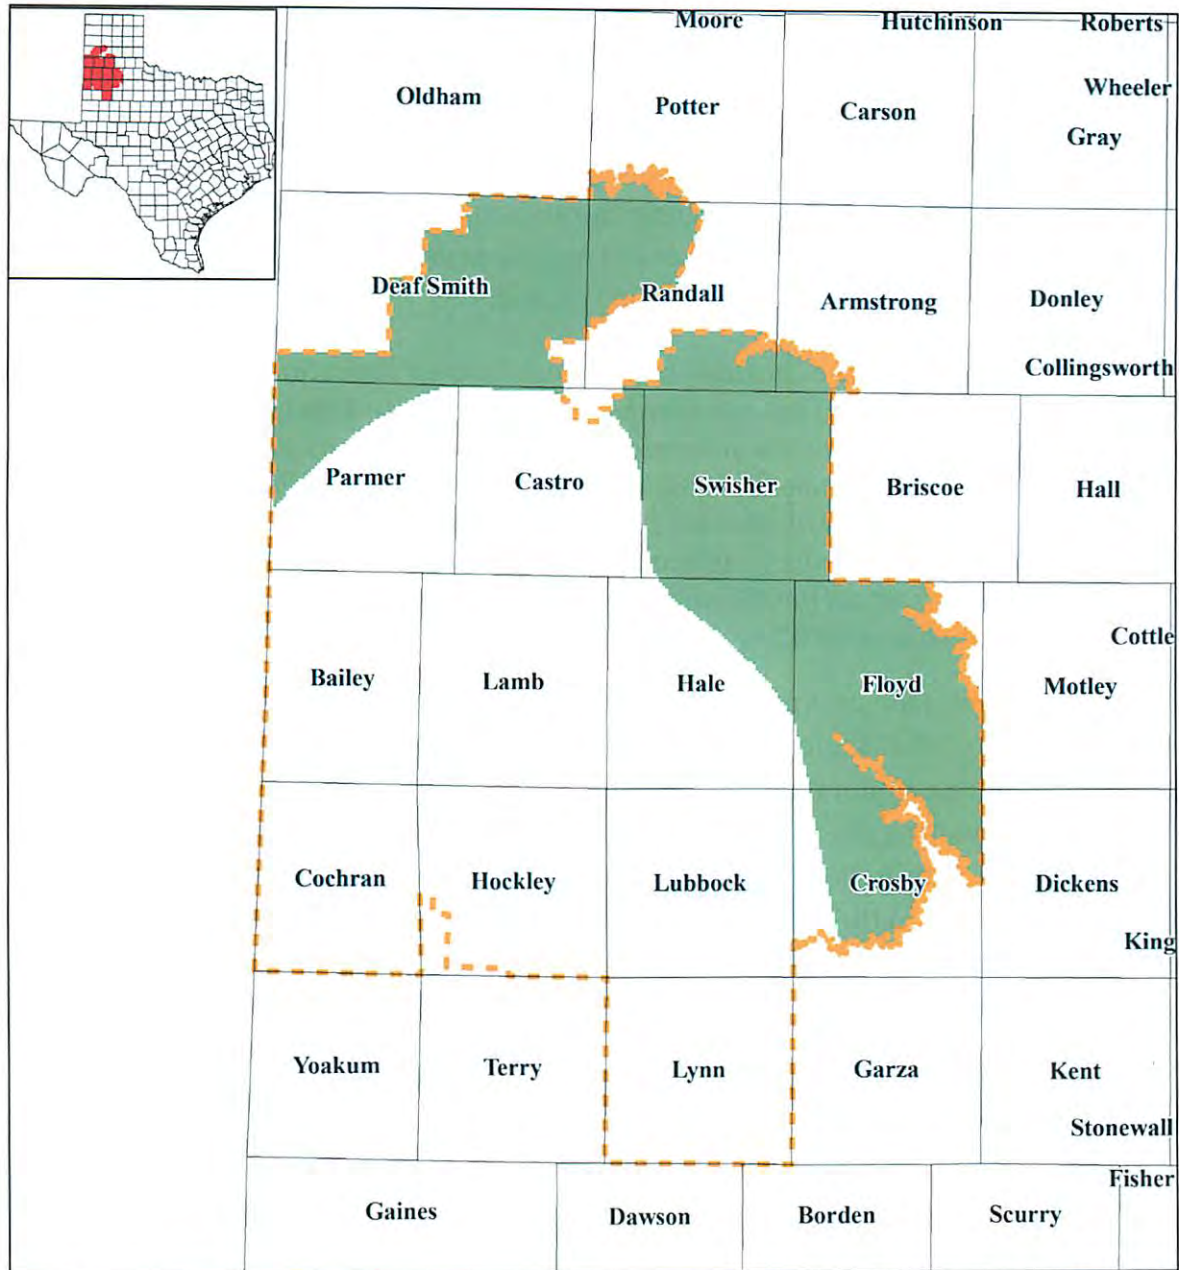 Moore Hutchinson Roberts
Wheeler
Oldham Potter Carson
Gray
Deaf Smith Randall Armstrong Donley
Collingsworth
Parmer Castro Swisher Briscoe Hall
Cottle
Bailey Lamb Hale Floyd Motley
Cochran Hockley Lubbock Crosby Dickens
King
Yoakum Terry Lynn Garza Kent
Stonewall
Fisher
Gaines Dawson Borden Scurry